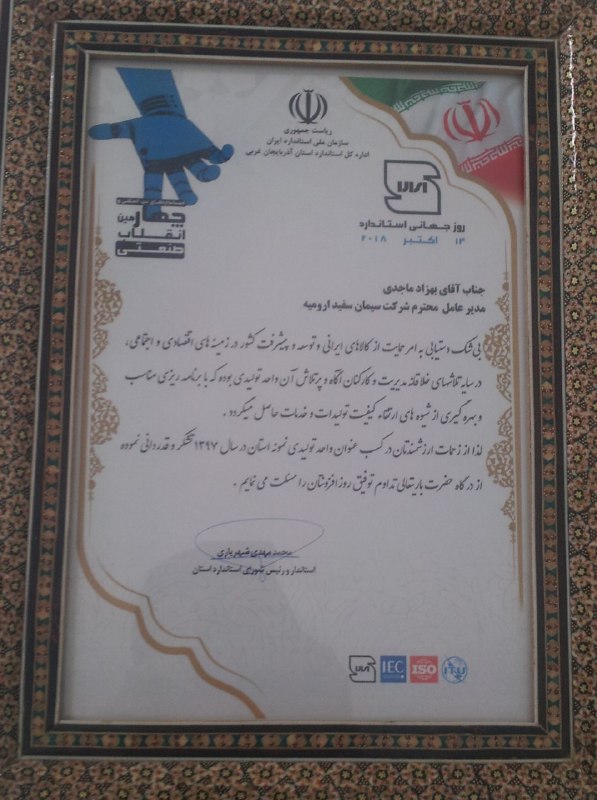 ریاست جمهوری
سازمان ملی استاندارد ایران
اداره کل استاندارد استان آذربایجان غربی
چهارمین
انقلاب
صنعتی
روز جهانی استاندارد
۱۴ اکتبر ۲۰۱۸
جناب آقای بهزاد ماجدی
مدیر عامل محترم شرکت سیمان سفید ارومیه
بی شک دستیابی به امر حمایت از کالاهای ایرانی و توسعه و پیشرفت کشور در زمینه های اقتصادی و اجتماعی،
در سایه تلاشهای خلاقانه مدیریت و کارکنان آگاه و پرتلاش آن واحد تولیدی بوده که با برنامه ریزی مناسب
و بهره گیری از شیوه های ارتقاء کیفیت تولیدات و خدمات حاصل میگردد .
لذا از زحمات ارزشمندتان در کسب عنوان واحد تولیدی نمونه استان در سال ۱۳۹۷ تشکر و قدردانی نموده
از درگاه حضرت باریتعالی تداوم توفیق روز افزونتان را مسئلت می نمایم .
محمد مهدی شهریاری
استاندار و رئیس شورای استاندارد استان
IEC
ISO
ITU